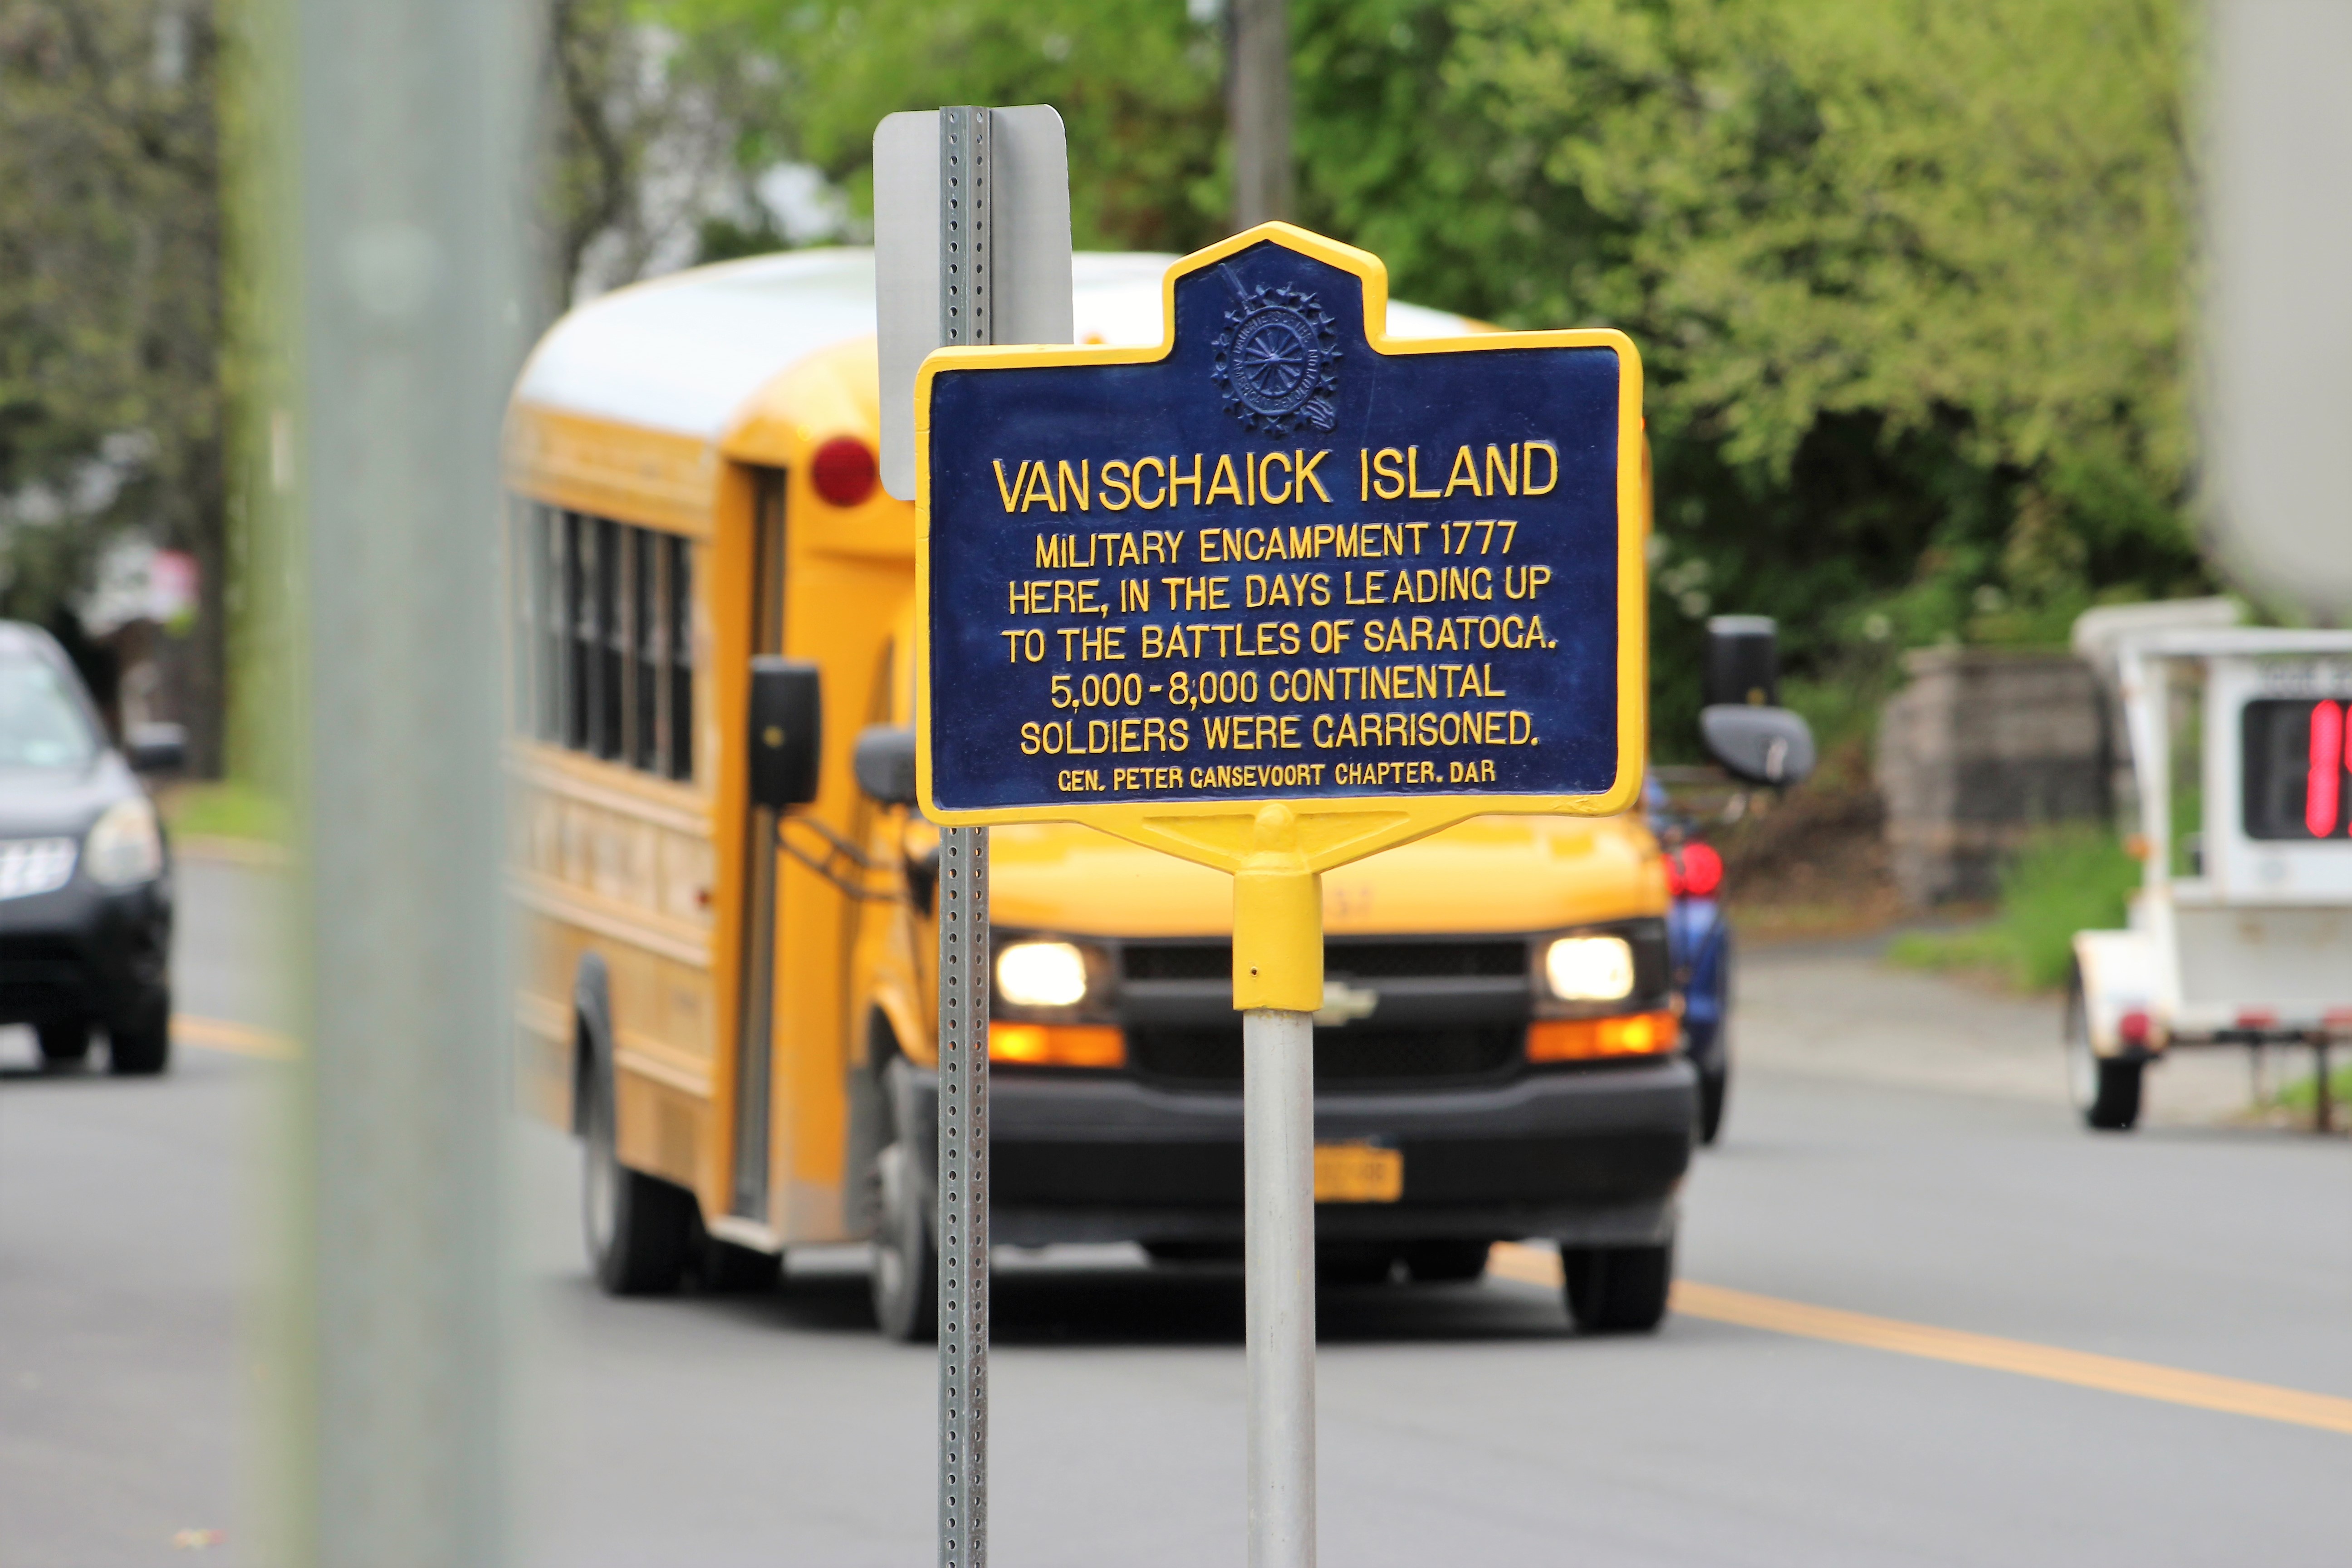 VAN SCHAICK ISLAND
MILITARY ENCAMPMENT 1777
HERE, IN THE DAYS LEADING UP
TO THE BATTLES OF SARATOGA.
5,000-8,000 CONTINENTAL
SOLDIERS WERE GARRISONED.
GEN. PETER GANSEVOORT CHAPTER. DAR